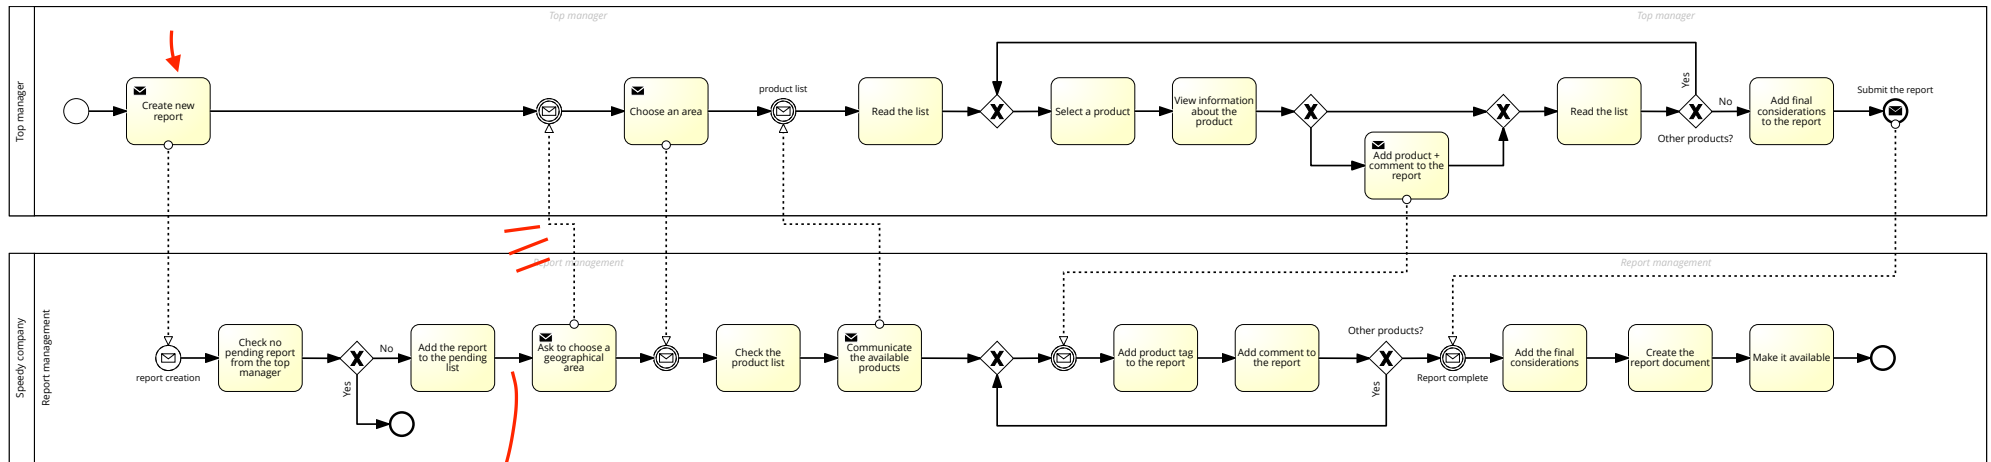 Top manager
Top manager
Top manager
Create new
report
Choose an area
product list
Read the list
Select a product
View information
about the
product
Add product +
comment to the
report
Read the list
Yes
No
Other products?
Add final
considerations
to the report
Submit the report
Speedy company
Report management
Report management
Report management
report creation
Check no
pending report
from the top
manager
No
Yes
Add the report
to the pending
list
Ask to choose a
geographical
area
Check the
product list
Communicate
the available
products
Add product tag
to the report
Add comment to
the report
Other products?
Yes
Report complete
Add the final
considerations
Create the
report document
Make it available